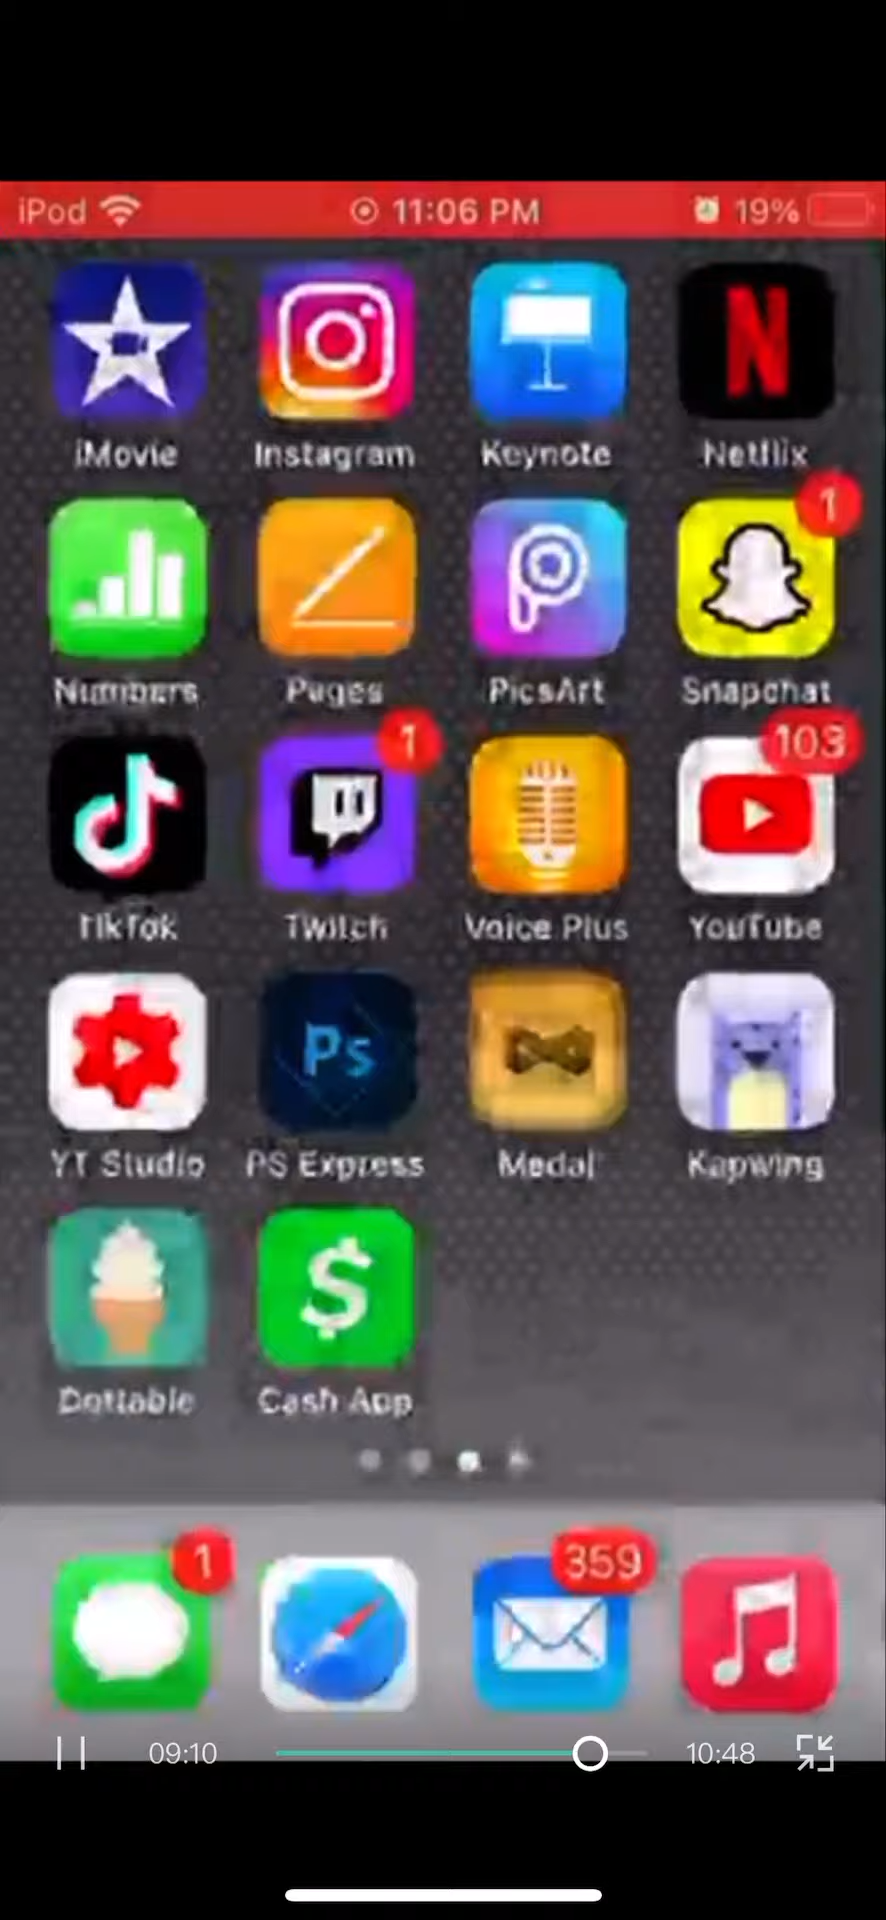 iPod 11:06 PM 19%
iMovie Instagram Keynote Netflix
1
Numbers Pages PicsArt Snapchat
1 103
TikTok Twitch Voice Plus YouTube
Ps
YT Studio PS Express Medal Kapwing
$
Dottable Cash App
1 359
09:10 10:48